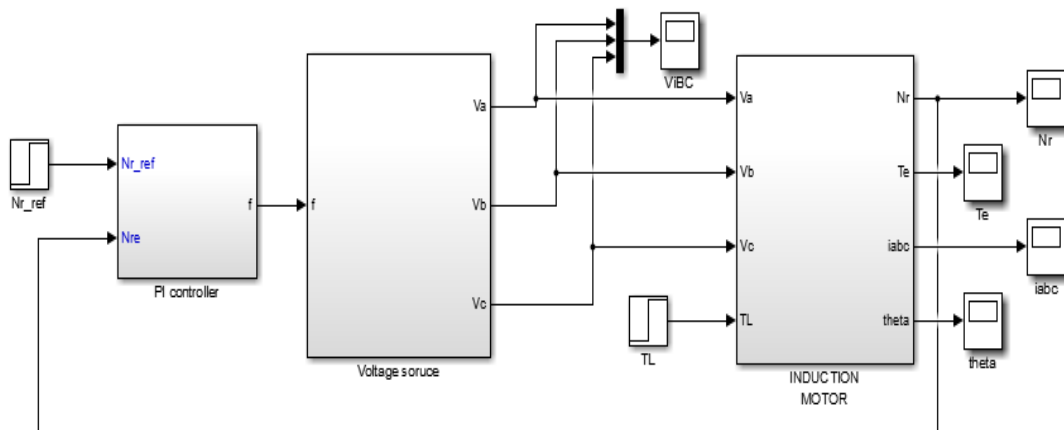 ViBC
Va
Va
Nr
Nr
Nr_ref
Nr_ref
Vb
Te
Te
f
f
Vb
Nre
Vc
iabc
iabc
PI controller
Vc
TL
theta
theta
TL
Voltage soruce
INDUCTION
MOTOR